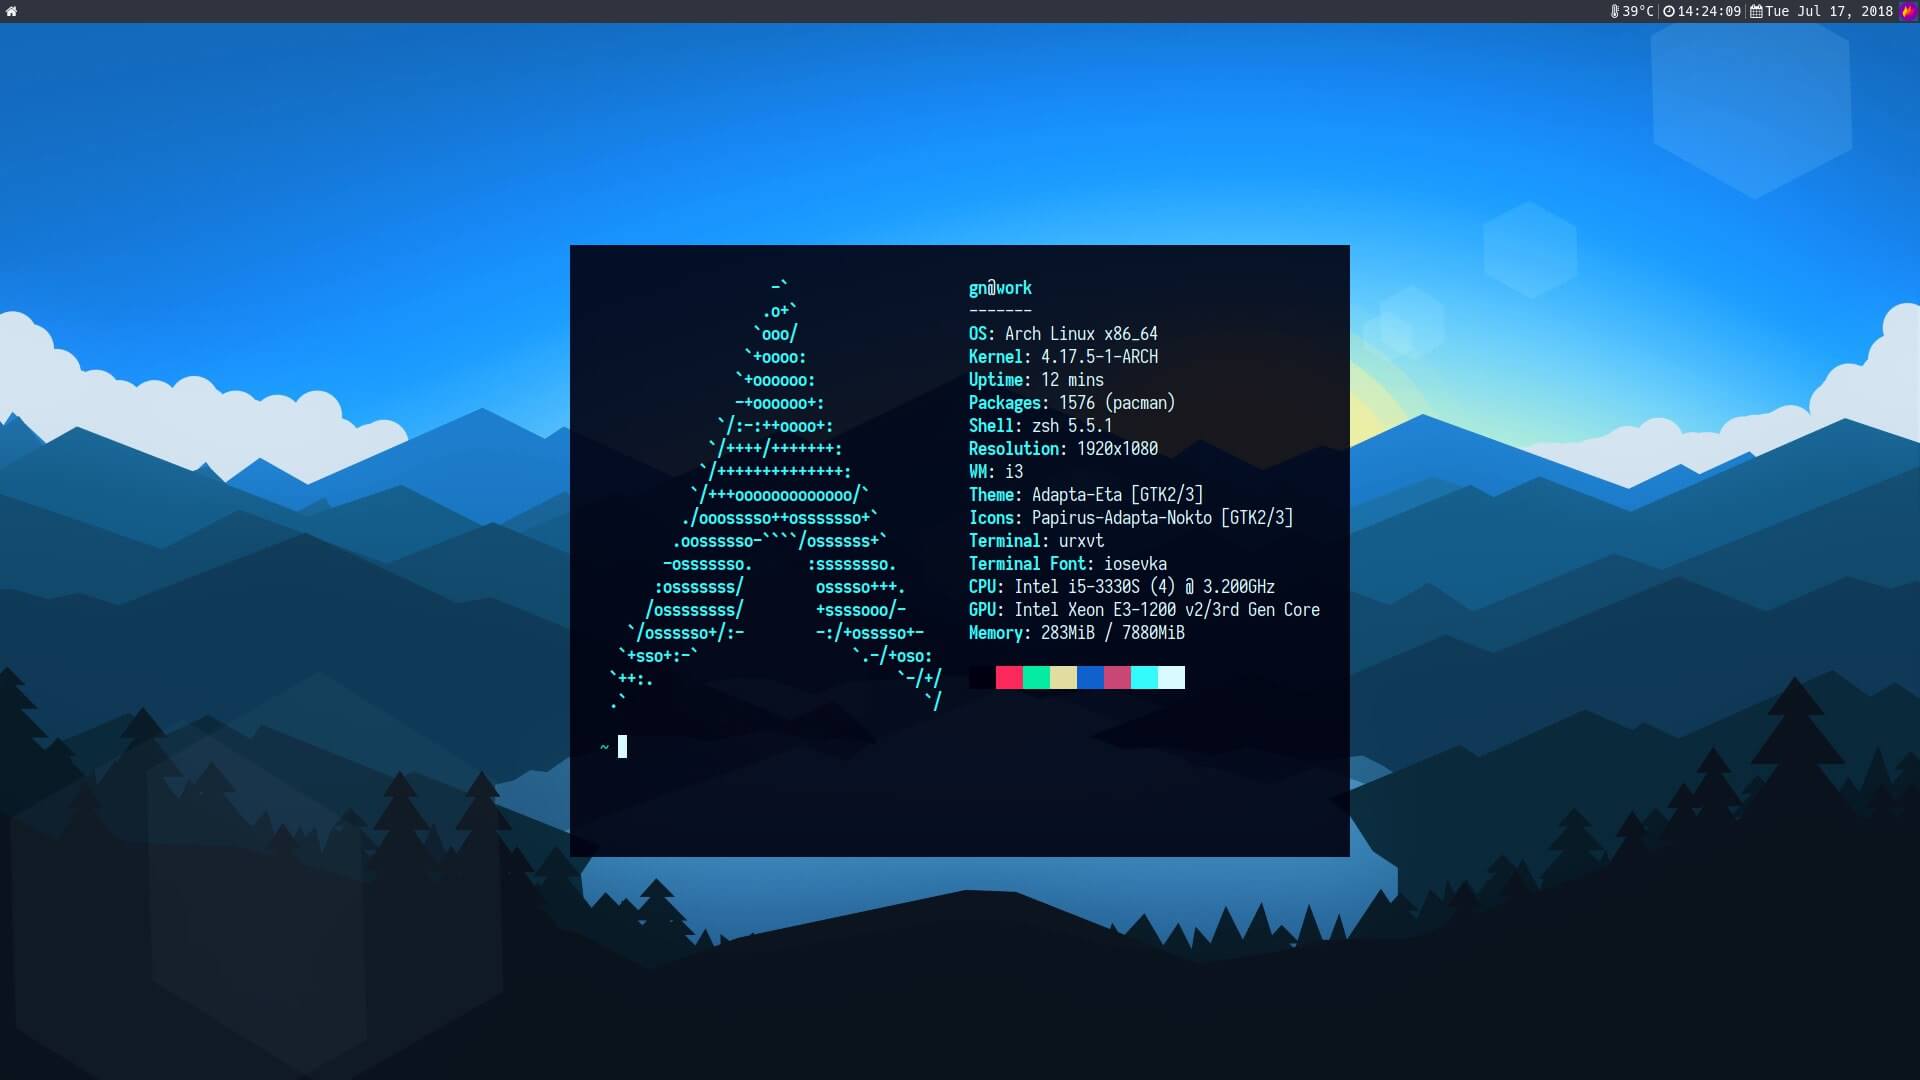 39°C 14:24:09 Tue Jul 17, 2018
-`
.o+`
`ooo/
`+oooo:
`+oooooo:
-+oooooo+:
`/:-:++oooo+:
`/++++/+++++++:
`/++++++++++++++:
`/+++ooooooooooooo/`
./ooosssso++osssssso+`
.oossssso-````/ossssss+`
-osssssso. :ssssssso.
:osssssss/ osssso+++.
/ossssssss/ +ssssooo/-
`/ossssso+/:- -:/+osssso+-
`+sso+:-` `.-/+oso:
`++:. `-/+/
.` `/
gn@work
-------
OS: Arch Linux x86_64
Kernel: 4.17.5-1-ARCH
Uptime: 12 mins
Packages: 1576 (pacman)
Shell: zsh 5.5.1
Resolution: 1920x1080
WM: i3
Theme: Adapta-Eta [GTK2/3]
Icons: Papirus-Adapta-Nokto [GTK2/3]
Terminal: urxvt
Terminal Font: iosevka
CPU: Intel i5-3330S (4) @ 3.200GHz
GPU: Intel Xeon E3-1200 v2/3rd Gen Core
Memory: 283MiB / 7880MiB
~